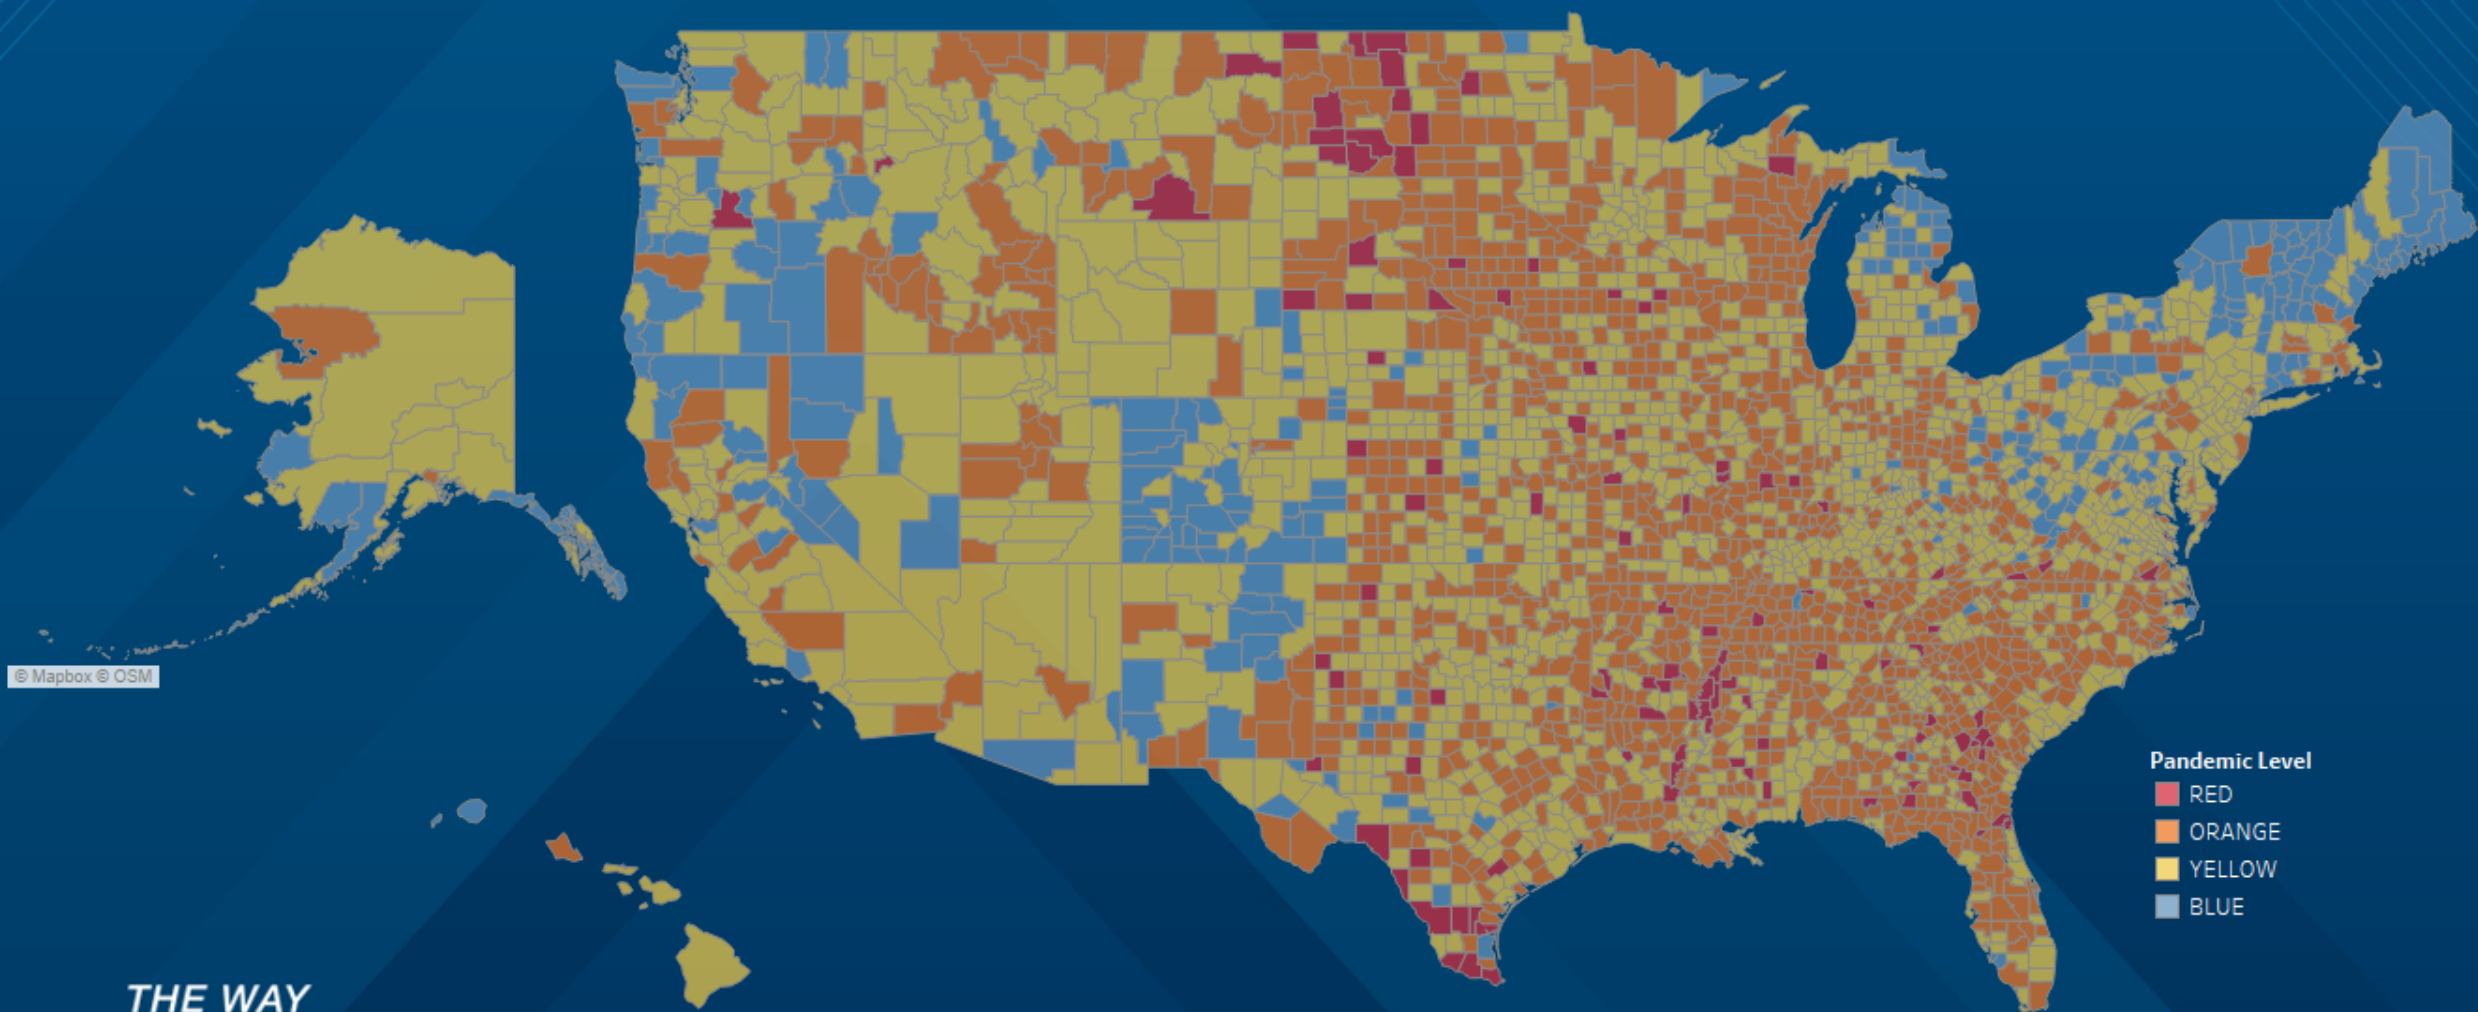 © Mapbox © OSM
Pandemic Level
RED
ORANGE
YELLOW
BLUE
THE WAY